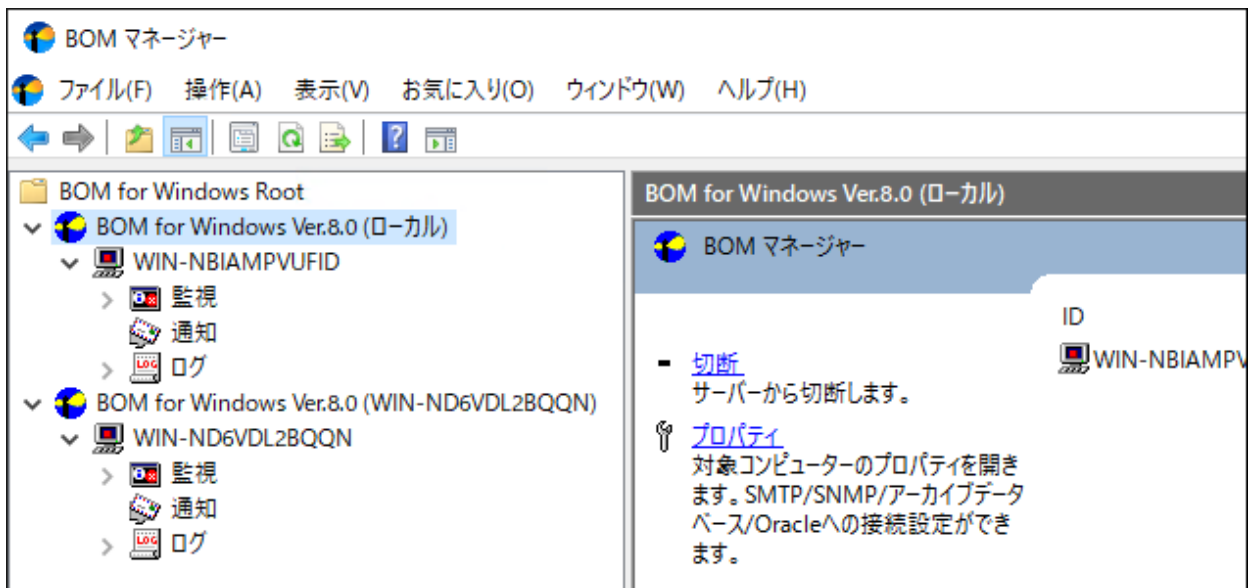 BOM マネージャー
ファイル(F) 操作(A) 表示(V) お気に入り(O) ウィンドウ(W) ヘルプ(H)
BOM for Windows Root
BOM for Windows Ver.8.0 (ローカル)
WIN-NBIAMPVUFID
監視
通知
ログ
BOM for Windows Ver.8.0 (WIN-ND6VDL2BQQN)
WIN-ND6VDL2BQQN
監視
通知
ログ
BOM for Windows Ver.8.0 (ローカル)
BOM マネージャー
切断
サーバーから切断します。
プロパティ
対象コンピューターのプロパティを開き
ます。SMTP/SNMP/アーカイブデータ
ベース/Oracleへの接続設定ができ
ます。
ID
WIN-NBIAMPV